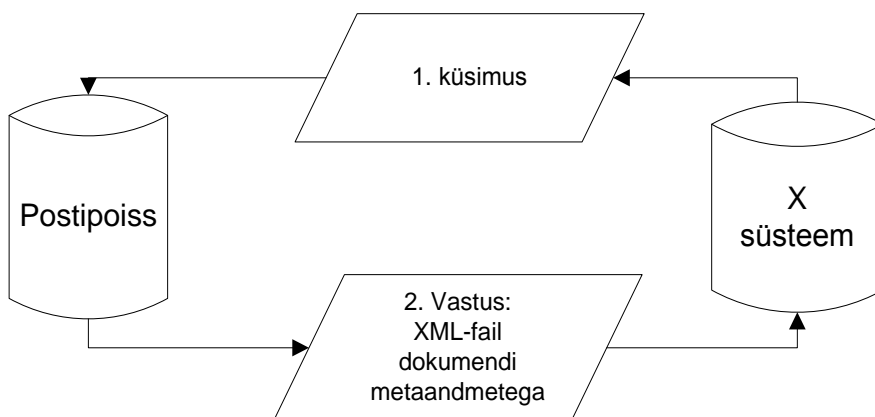 1. küsimus
Postipoiss
X
süsteem
2. Vastus:
XML-fail
dokumendi
metaandmetega